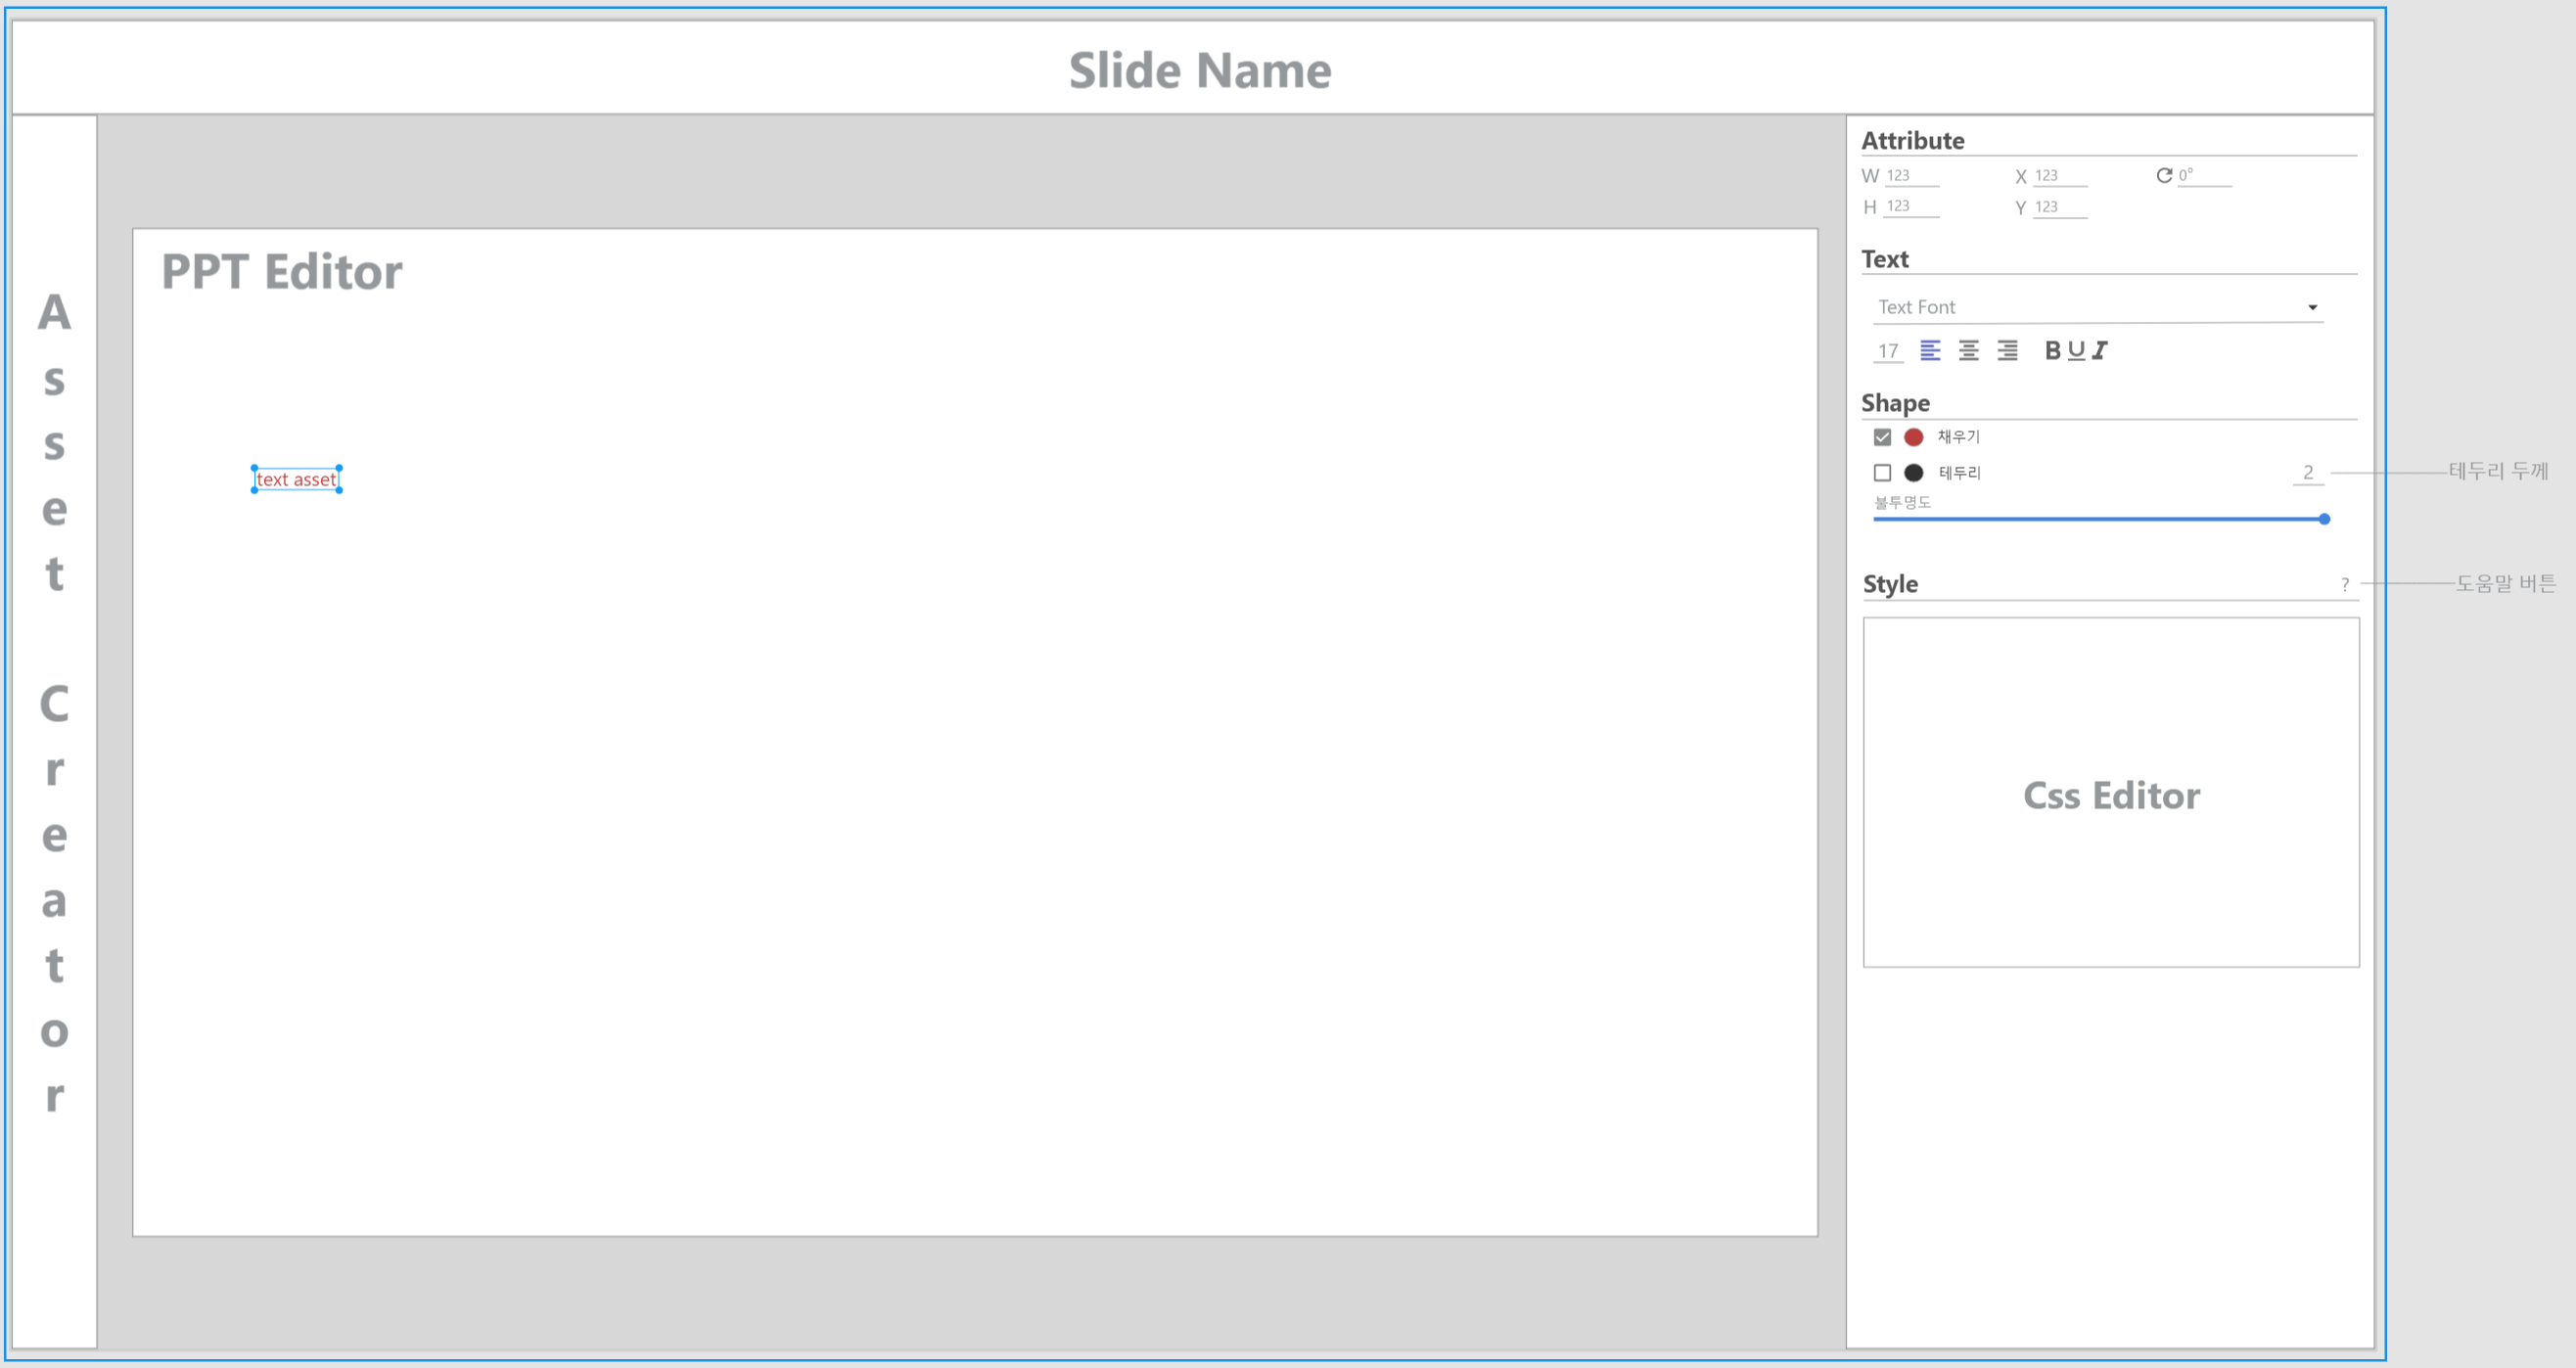 Slide Name
Asset Creator
PPT Editor
text asset
Attribute
W 123 X 123 0°
H 123 Y 123
Text
Text Font
17 B U I
Shape
채우기
테두리 2 테두리 두께
불투명도
Style ? 도움말 버튼
Css Editor